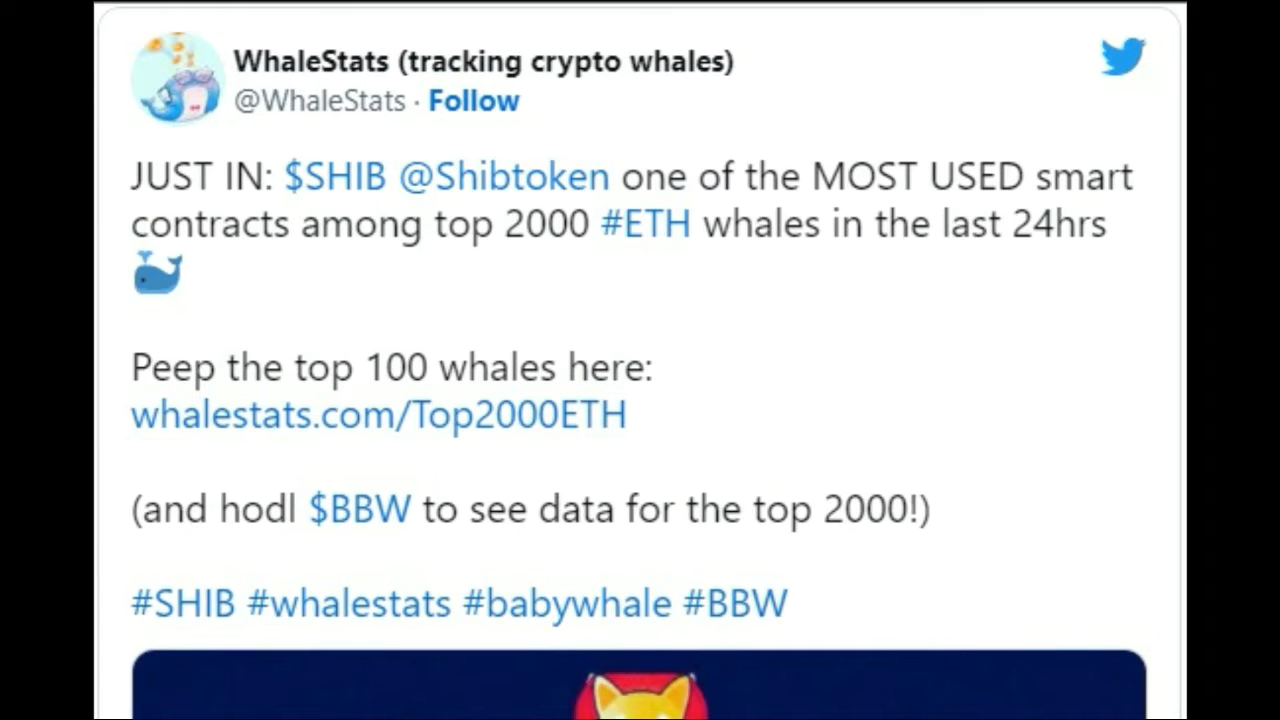 WhaleStats (tracking crypto whales)
@WhaleStats · Follow
JUST IN: $SHIB @Shibtoken one of the MOST USED smart
contracts among top 2000 #ETH whales in the last 24hrs
🐳
Peep the top 100 whales here:
whalestats.com/Top2000ETH
(and hodl $BBW to see data for the top 2000!)
#SHIB #whalestats #babywhale #BBW